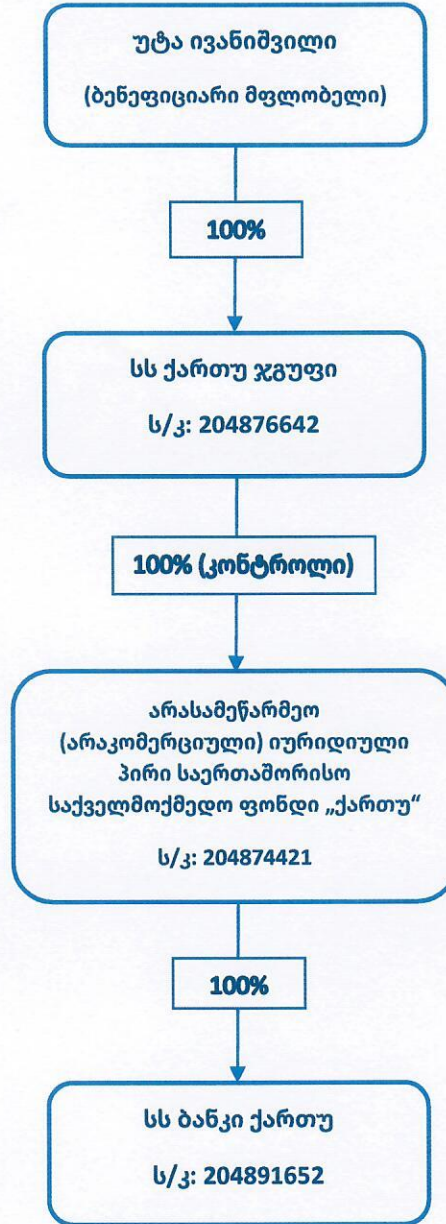 უტა ივანიშვილი
(ბენეფიციარი მფლობელი)
100%
სს ქართუ ჯგუფი
ს/კ: 204876642
100% (კონტროლი)
არასამეწარმეო
(არაკომერციული) იურიდიული
პირი საერთაშორისო
საქველმოქმედო ფონდი „ქართუ“
ს/კ: 204874421
100%
სს ბანკი ქართუ
ს/კ: 204891652